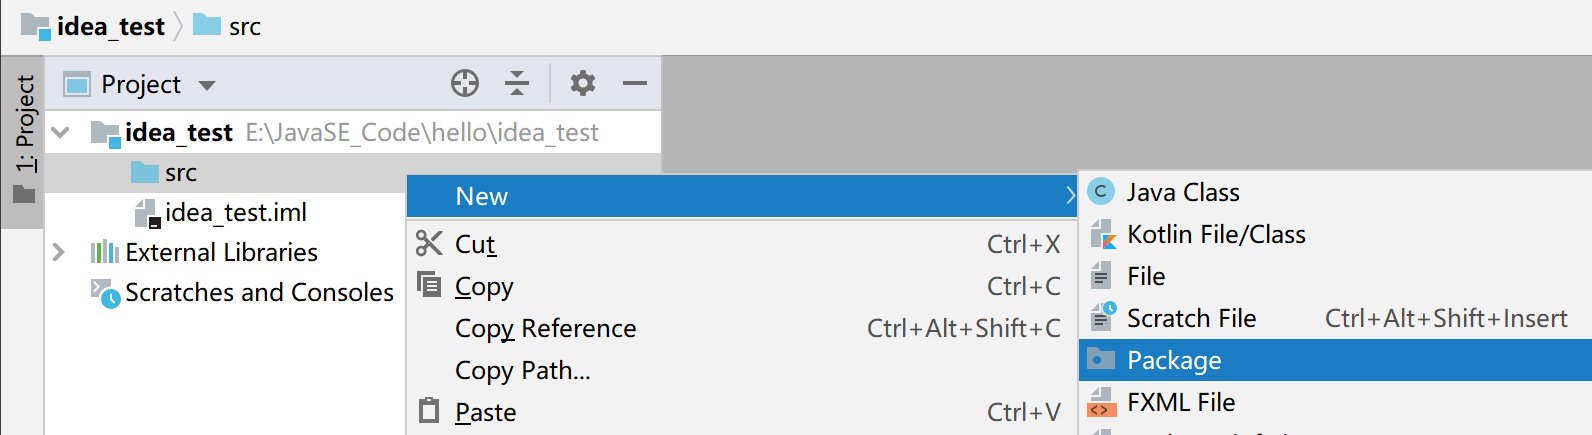 idea_test src
1: Project
Project
idea_test E:\JavaSE_Code\hello\idea_test
src
idea_test.iml
External Libraries
Scratches and Consoles
New
Cut Ctrl+X
Copy Ctrl+C
Copy Reference Ctrl+Alt+Shift+C
Copy Path...
Paste Ctrl+V
Java Class
Kotlin File/Class
File
Scratch File Ctrl+Alt+Shift+Insert
Package
FXML File